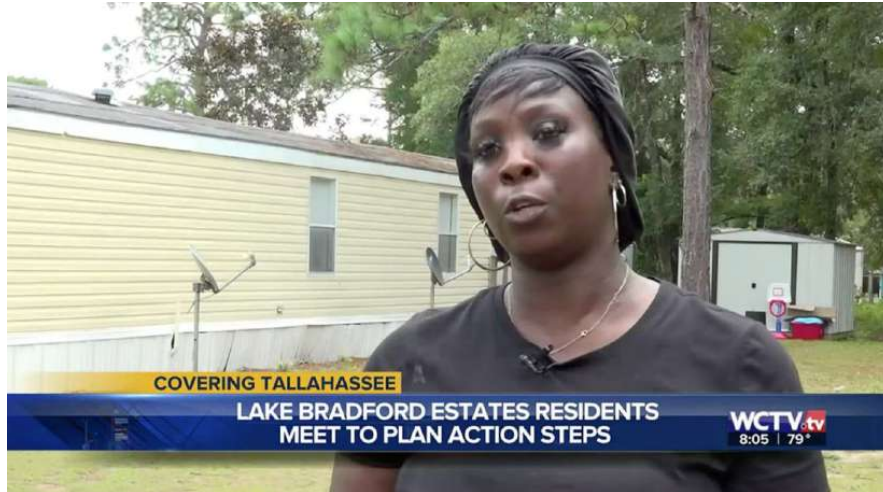 COVERING TALLAHASSEE
LAKE BRADFORD ESTATES RESIDENTS
MEET TO PLAN ACTION STEPS
WCTV.tv
8:05 | 79°